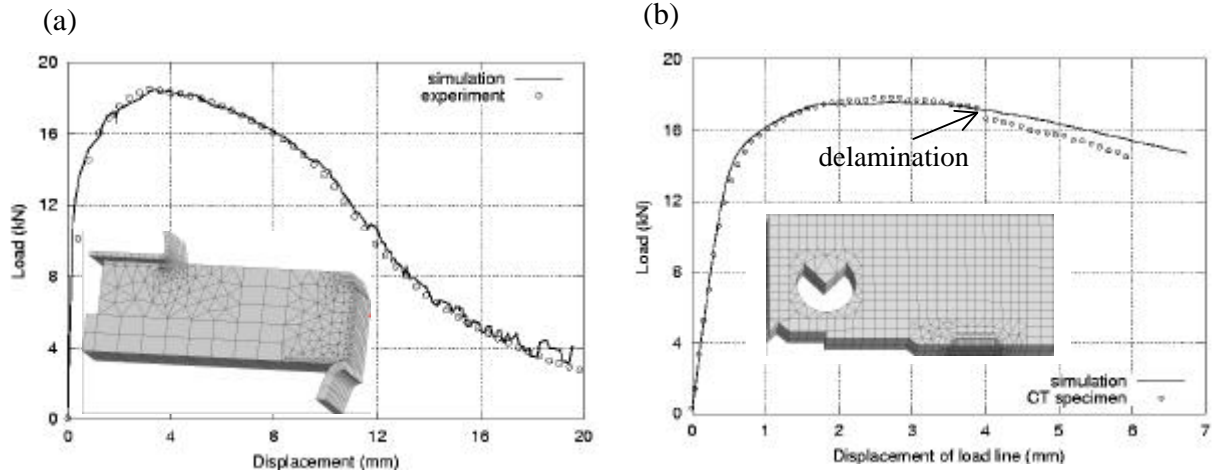 (a)
20
16
12
8
4
0
Load (kN)
simulation
experiment
0 4 8 12 16 20
Displacement (mm)
(b)
20
16
12
8
4
0
Load (kN)
delamination
simulation
CT specimen
0 1 2 3 4 5 6 7
Displacement of load line (mm)